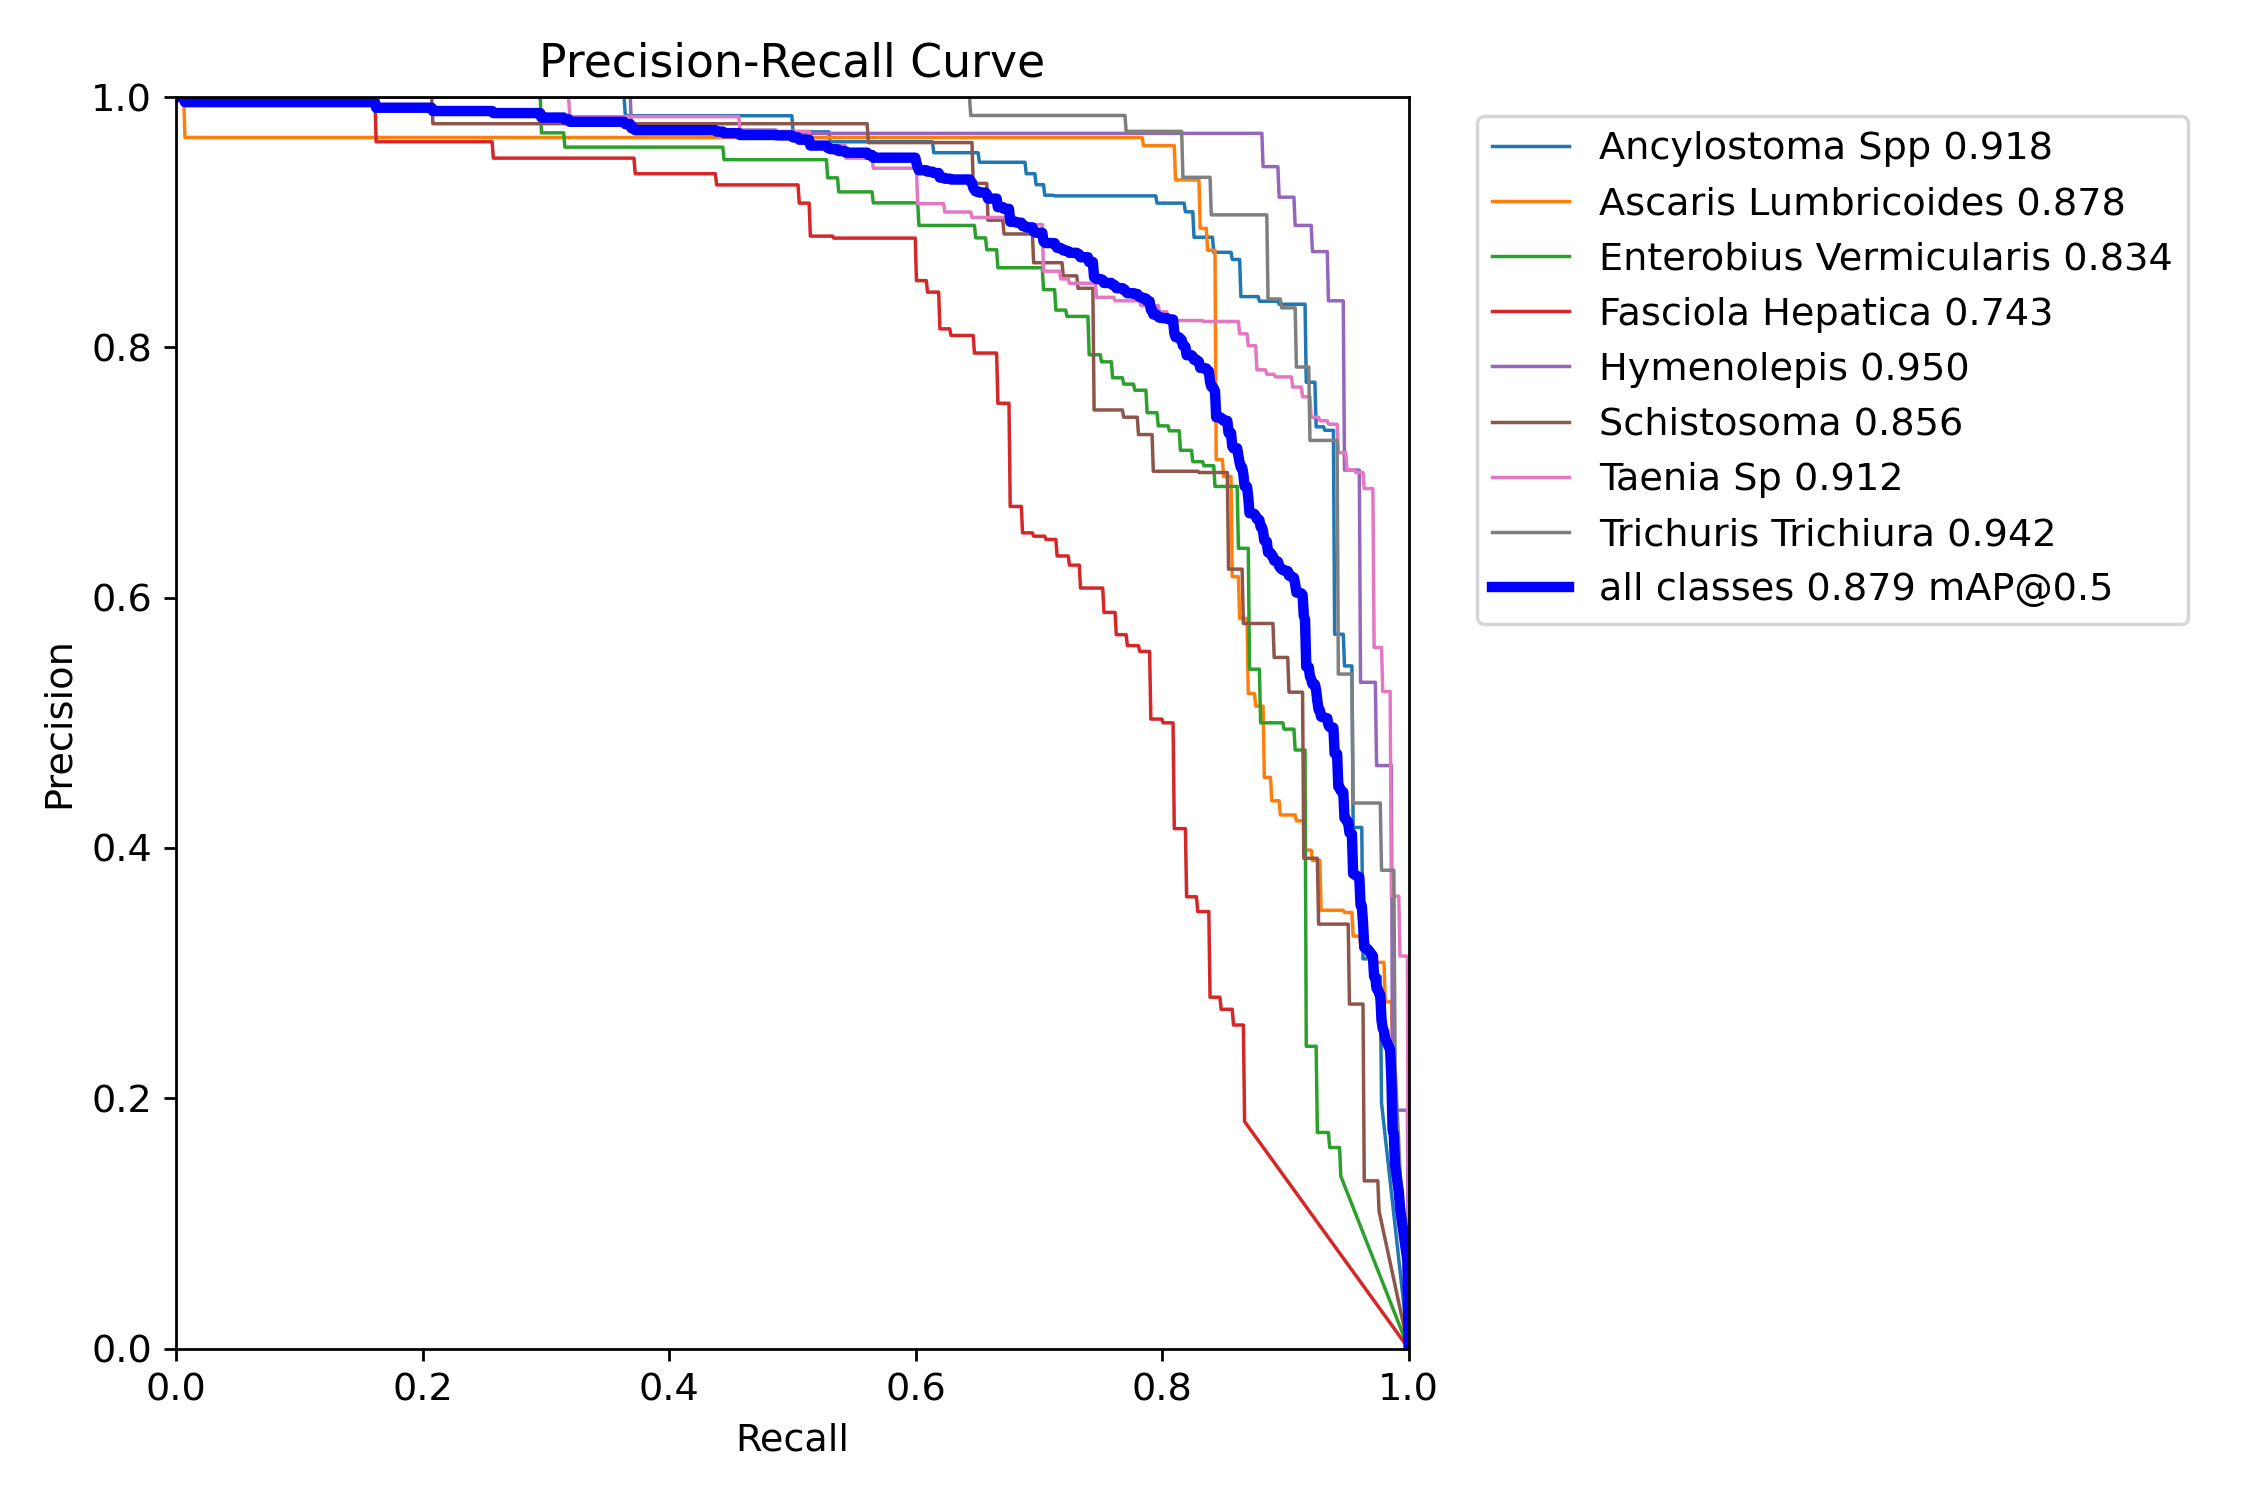 Precision-Recall Curve
1.0
0.8
0.6
0.4
0.2
0.0
Precision
0.0 0.2 0.4 0.6 0.8 1.0
Recall
Ancylostoma Spp 0.918
Ascaris Lumbricoides 0.878
Enterobius Vermicularis 0.834
Fasciola Hepatica 0.743
Hymenolepis 0.950
Schistosoma 0.856
Taenia Sp 0.912
Trichuris Trichiura 0.942
all classes 0.879 mAP@0.5